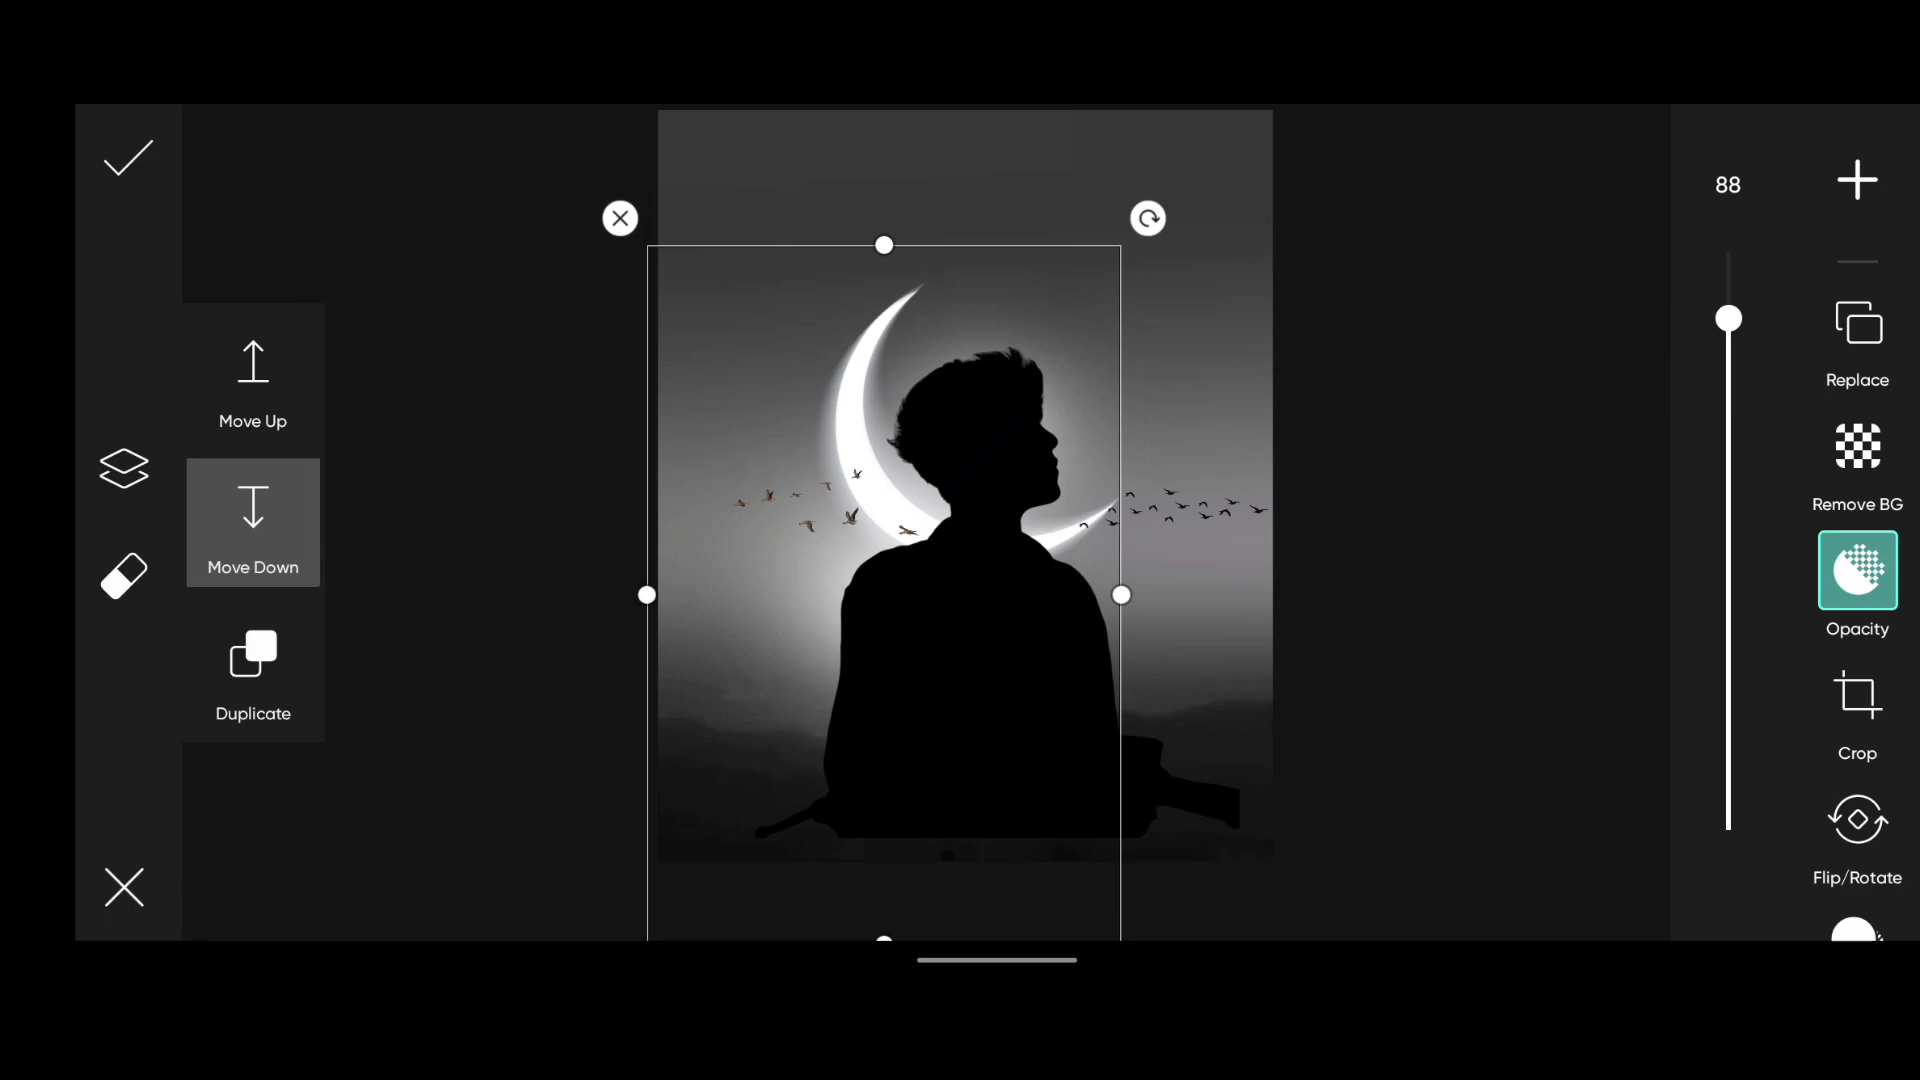 Move Up
Move Down
Duplicate
88
Replace
Remove BG
Opacity
Crop
Flip/Rotate